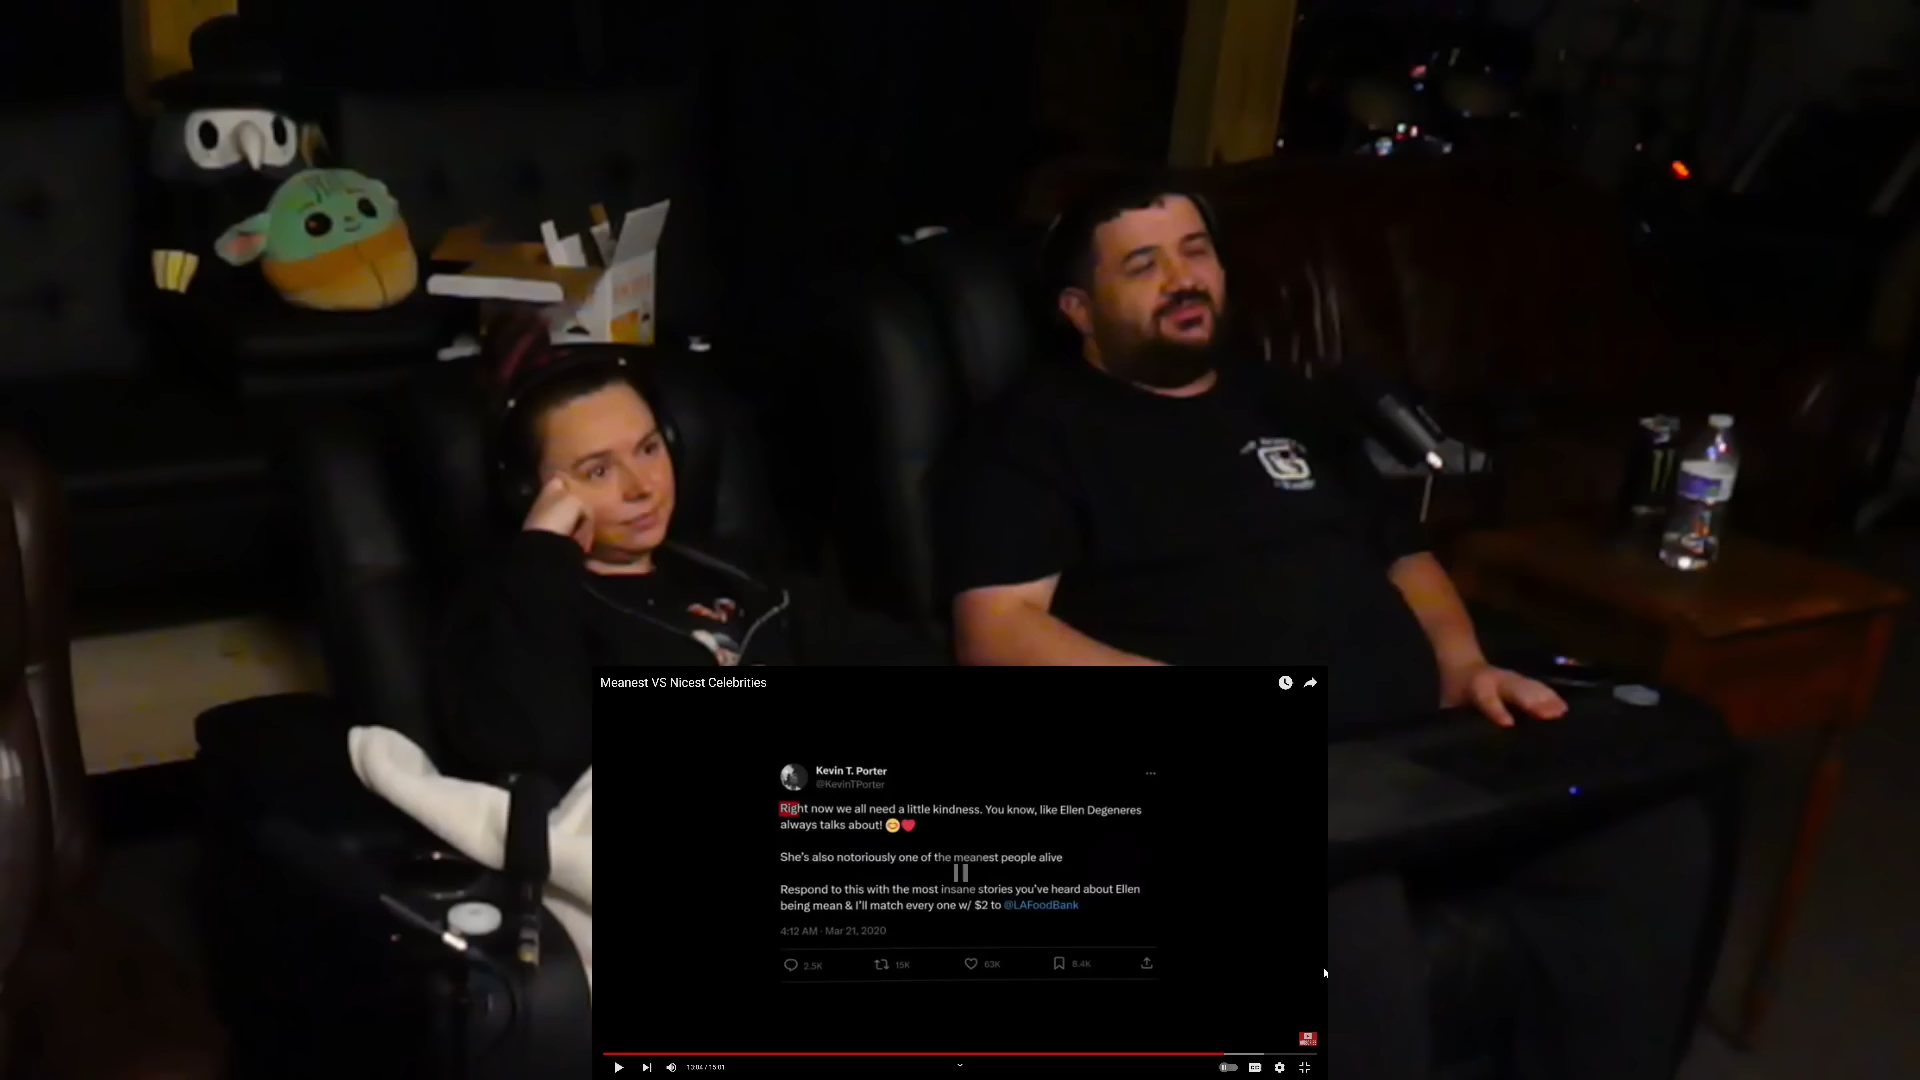 Meanest VS Nicest Celebrities
Kevin T. Porter
@KevinTPorter
Right now we all need a little kindness. You know, like Ellen Degeneres
always talks about! 😊❤️
She's also notoriously one of the meanest people alive
Respond to this with the most insane stories you've heard about Ellen
being mean & I'll match every one w/ $2 to @LAFoodBank
4:12 AM · Mar 21, 2020
2.5K 15K 63K 8.4K